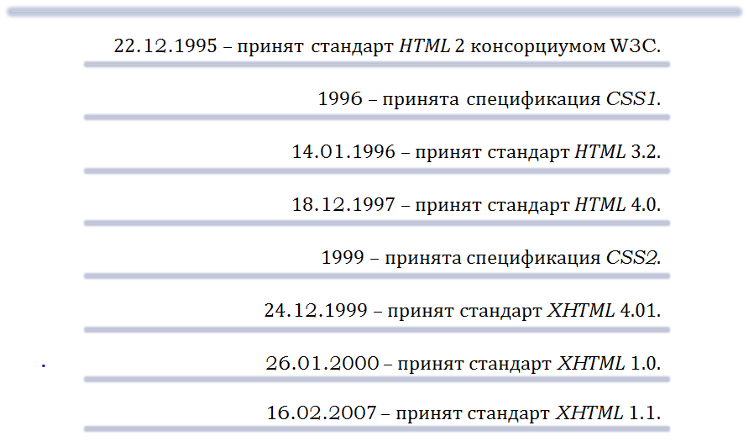 22.12.1995 – принят стандарт HTML 2 консорциумом W3C.
1996 – принята спецификация CSS1.
14.01.1996 – принят стандарт HTML 3.2.
18.12.1997 – принят стандарт HTML 4.0.
1999 – принята спецификация CSS2.
24.12.1999 – принят стандарт XHTML 4.01.
26.01.2000 – принят стандарт XHTML 1.0.
16.02.2007 – принят стандарт XHTML 1.1.